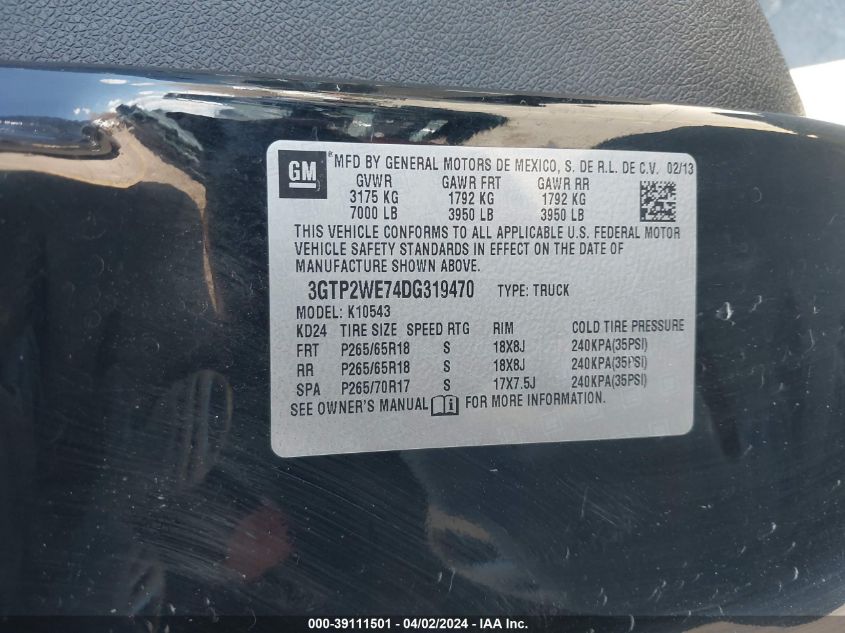 GM *MFD BY GENERAL MOTORS DE MEXICO, S. DE R.L. DE C.V. 02/13
GVWR GAWR FRT GAWR RR
3175 KG 1792 KG 1792 KG
7000 LB 3950 LB 3950 LB
THIS VEHICLE CONFORMS TO ALL APPLICABLE U.S. FEDERAL MOTOR
VEHICLE SAFETY STANDARDS IN EFFECT ON THE DATE OF
MANUFACTURE SHOWN ABOVE.
3GTP2WE74DG319470 TYPE: TRUCK
MODEL: K10543
KD24 TIRE SIZE SPEED RTG RIM COLD TIRE PRESSURE
FRT P265/65R18 S 18X8J 240KPA(35PSI)
RR P265/65R18 S 18X8J 240KPA(35PSI)
SPA P265/70R17 S 17X7.5J 240KPA(35PSI)
SEE OWNER'S MANUAL FOR MORE INFORMATION.
000-39111501 - 04/02/2024 - IAA Inc.